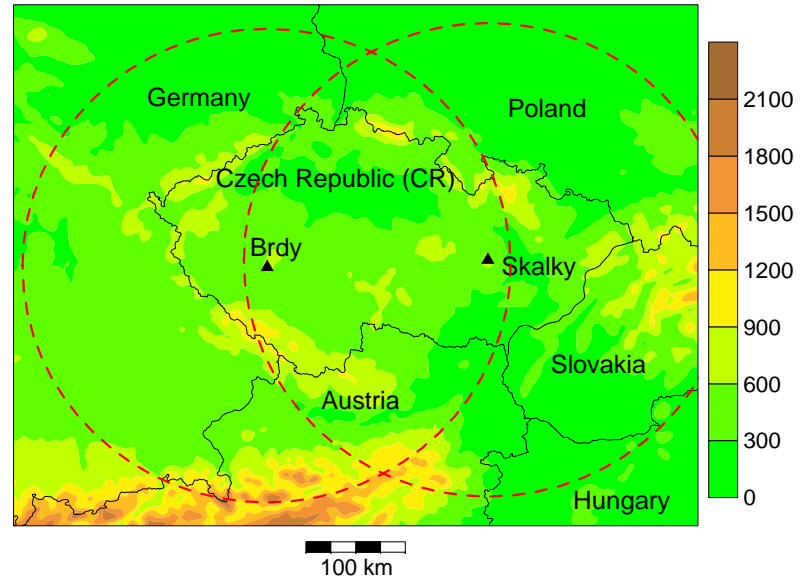 Germany
Poland
Czech Republic (CR)
Brdy
Skalky
Slovakia
Austria
Hungary
2100
1800
1500
1200
900
600
300
0
100 km